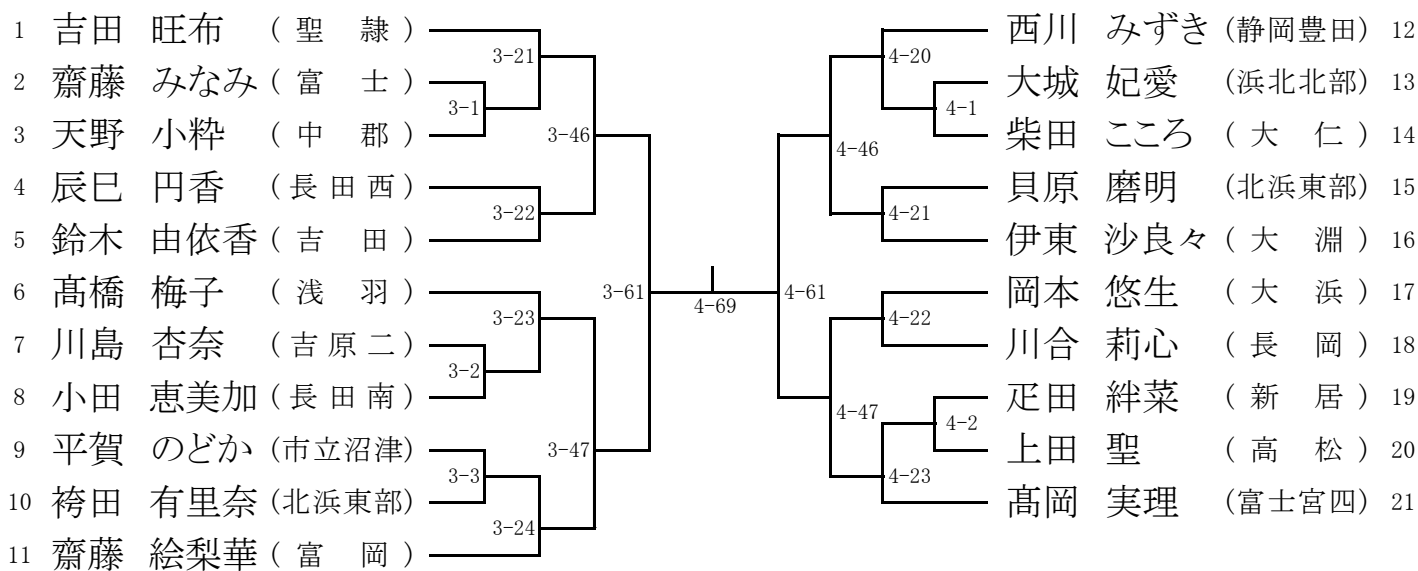 1 吉田 旺布 (聖 隷)
2 齋藤 みなみ (富 士)
3 天野 小粋 (中 郡)
4 辰巳 円香 (長田西)
5 鈴木 由依香 (吉 田)
6 髙橋 梅子 (浅 羽)
7 川島 杏奈 (吉原二)
8 小田 恵美加 (長田南)
9 平賀 のどか (市立沼津)
10 袴田 有里奈 (北浜東部)
11 齋藤 絵梨華 (富 岡)
3-21
3-1
3-46
3-22
3-61
3-23
3-2
3-47
3-3
3-24
4-69
4-20
4-1
4-46
4-21
4-61
4-22
4-47
4-2
4-23
西川 みずき (静岡豊田) 12
大城 妃愛 (浜北北部) 13
柴田 こころ (大 仁) 14
貝原 磨明 (北浜東部) 15
伊東 沙良々 (大 淵) 16
岡本 悠生 (大 浜) 17
川合 莉心 (長 岡) 18
疋田 絆菜 (新 居) 19
上田 聖 (高 松) 20
髙岡 実理 (富士宮四) 21